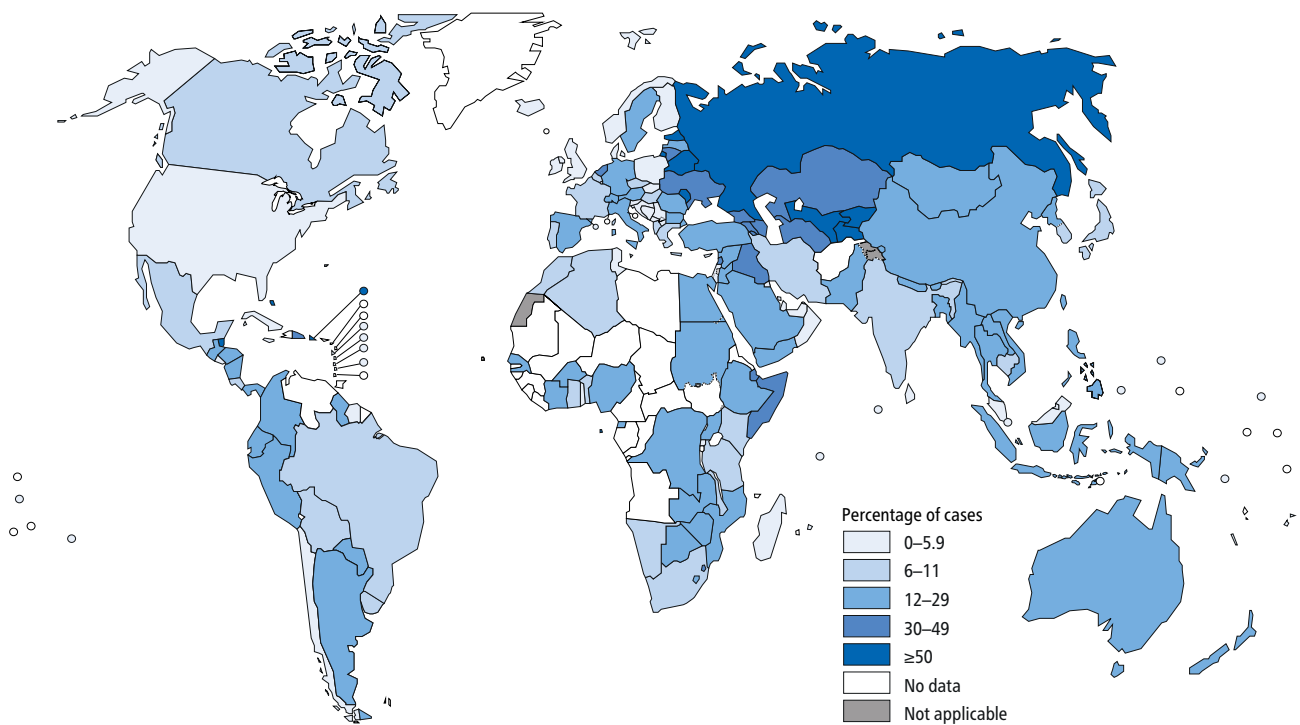 Percentage of cases
0–5.9
6–11
12–29
30–49
≥50
No data
Not applicable